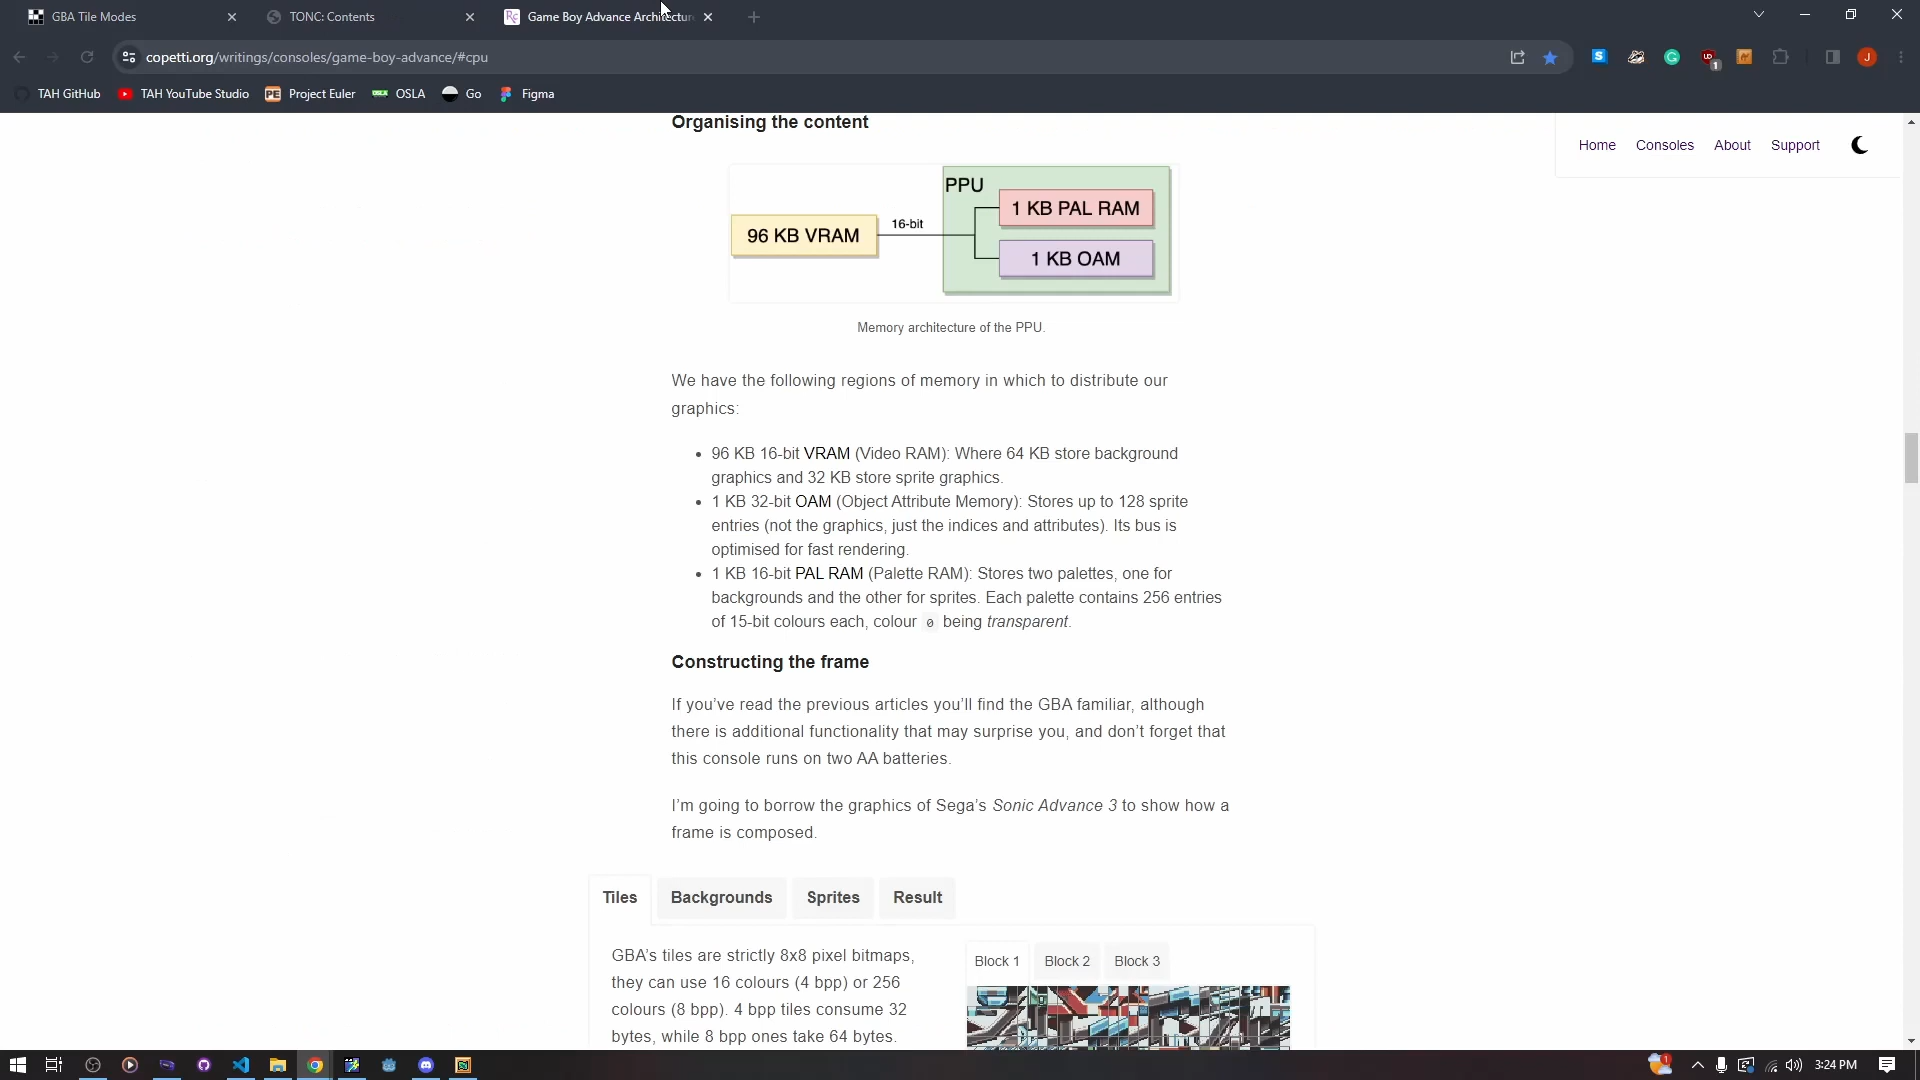 GBA Tile Modes
TONC: Contents
Game Boy Advance Architectur
copetti.org/writings/consoles/game-boy-advance/#cpu
TAH GitHub
TAH YouTube Studio
Project Euler
OSLA
Go
Figma
Home
Consoles
About
Support
Organising the content
PPU
1 KB PAL RAM
16-bit
96 KB VRAM
1 KB OAM
Memory architecture of the PPU.
We have the following regions of memory in which to distribute our
graphics:
96 KB 16-bit VRAM (Video RAM): Where 64 KB store background
graphics and 32 KB store sprite graphics.
1 KB 32-bit OAM (Object Attribute Memory): Stores up to 128 sprite
entries (not the graphics, just the indices and attributes). Its bus is
optimised for fast rendering.
1 KB 16-bit PAL RAM (Palette RAM): Stores two palettes, one for
backgrounds and the other for sprites. Each palette contains 256 entries
of 15-bit colours each, colour 0 being transparent.
Constructing the frame
If you’ve read the previous articles you’ll find the GBA familiar, although
there is additional functionality that may surprise you, and don’t forget that
this console runs on two AA batteries.
I’m going to borrow the graphics of Sega’s Sonic Advance 3 to show how a
frame is composed.
Tiles
Backgrounds
Sprites
Result
GBA’s tiles are strictly 8x8 pixel bitmaps,
they can use 16 colours (4 bpp) or 256
colours (8 bpp). 4 bpp tiles consume 32
bytes, while 8 bpp ones take 64 bytes.
Block 1
Block 2
Block 3
3:24 PM